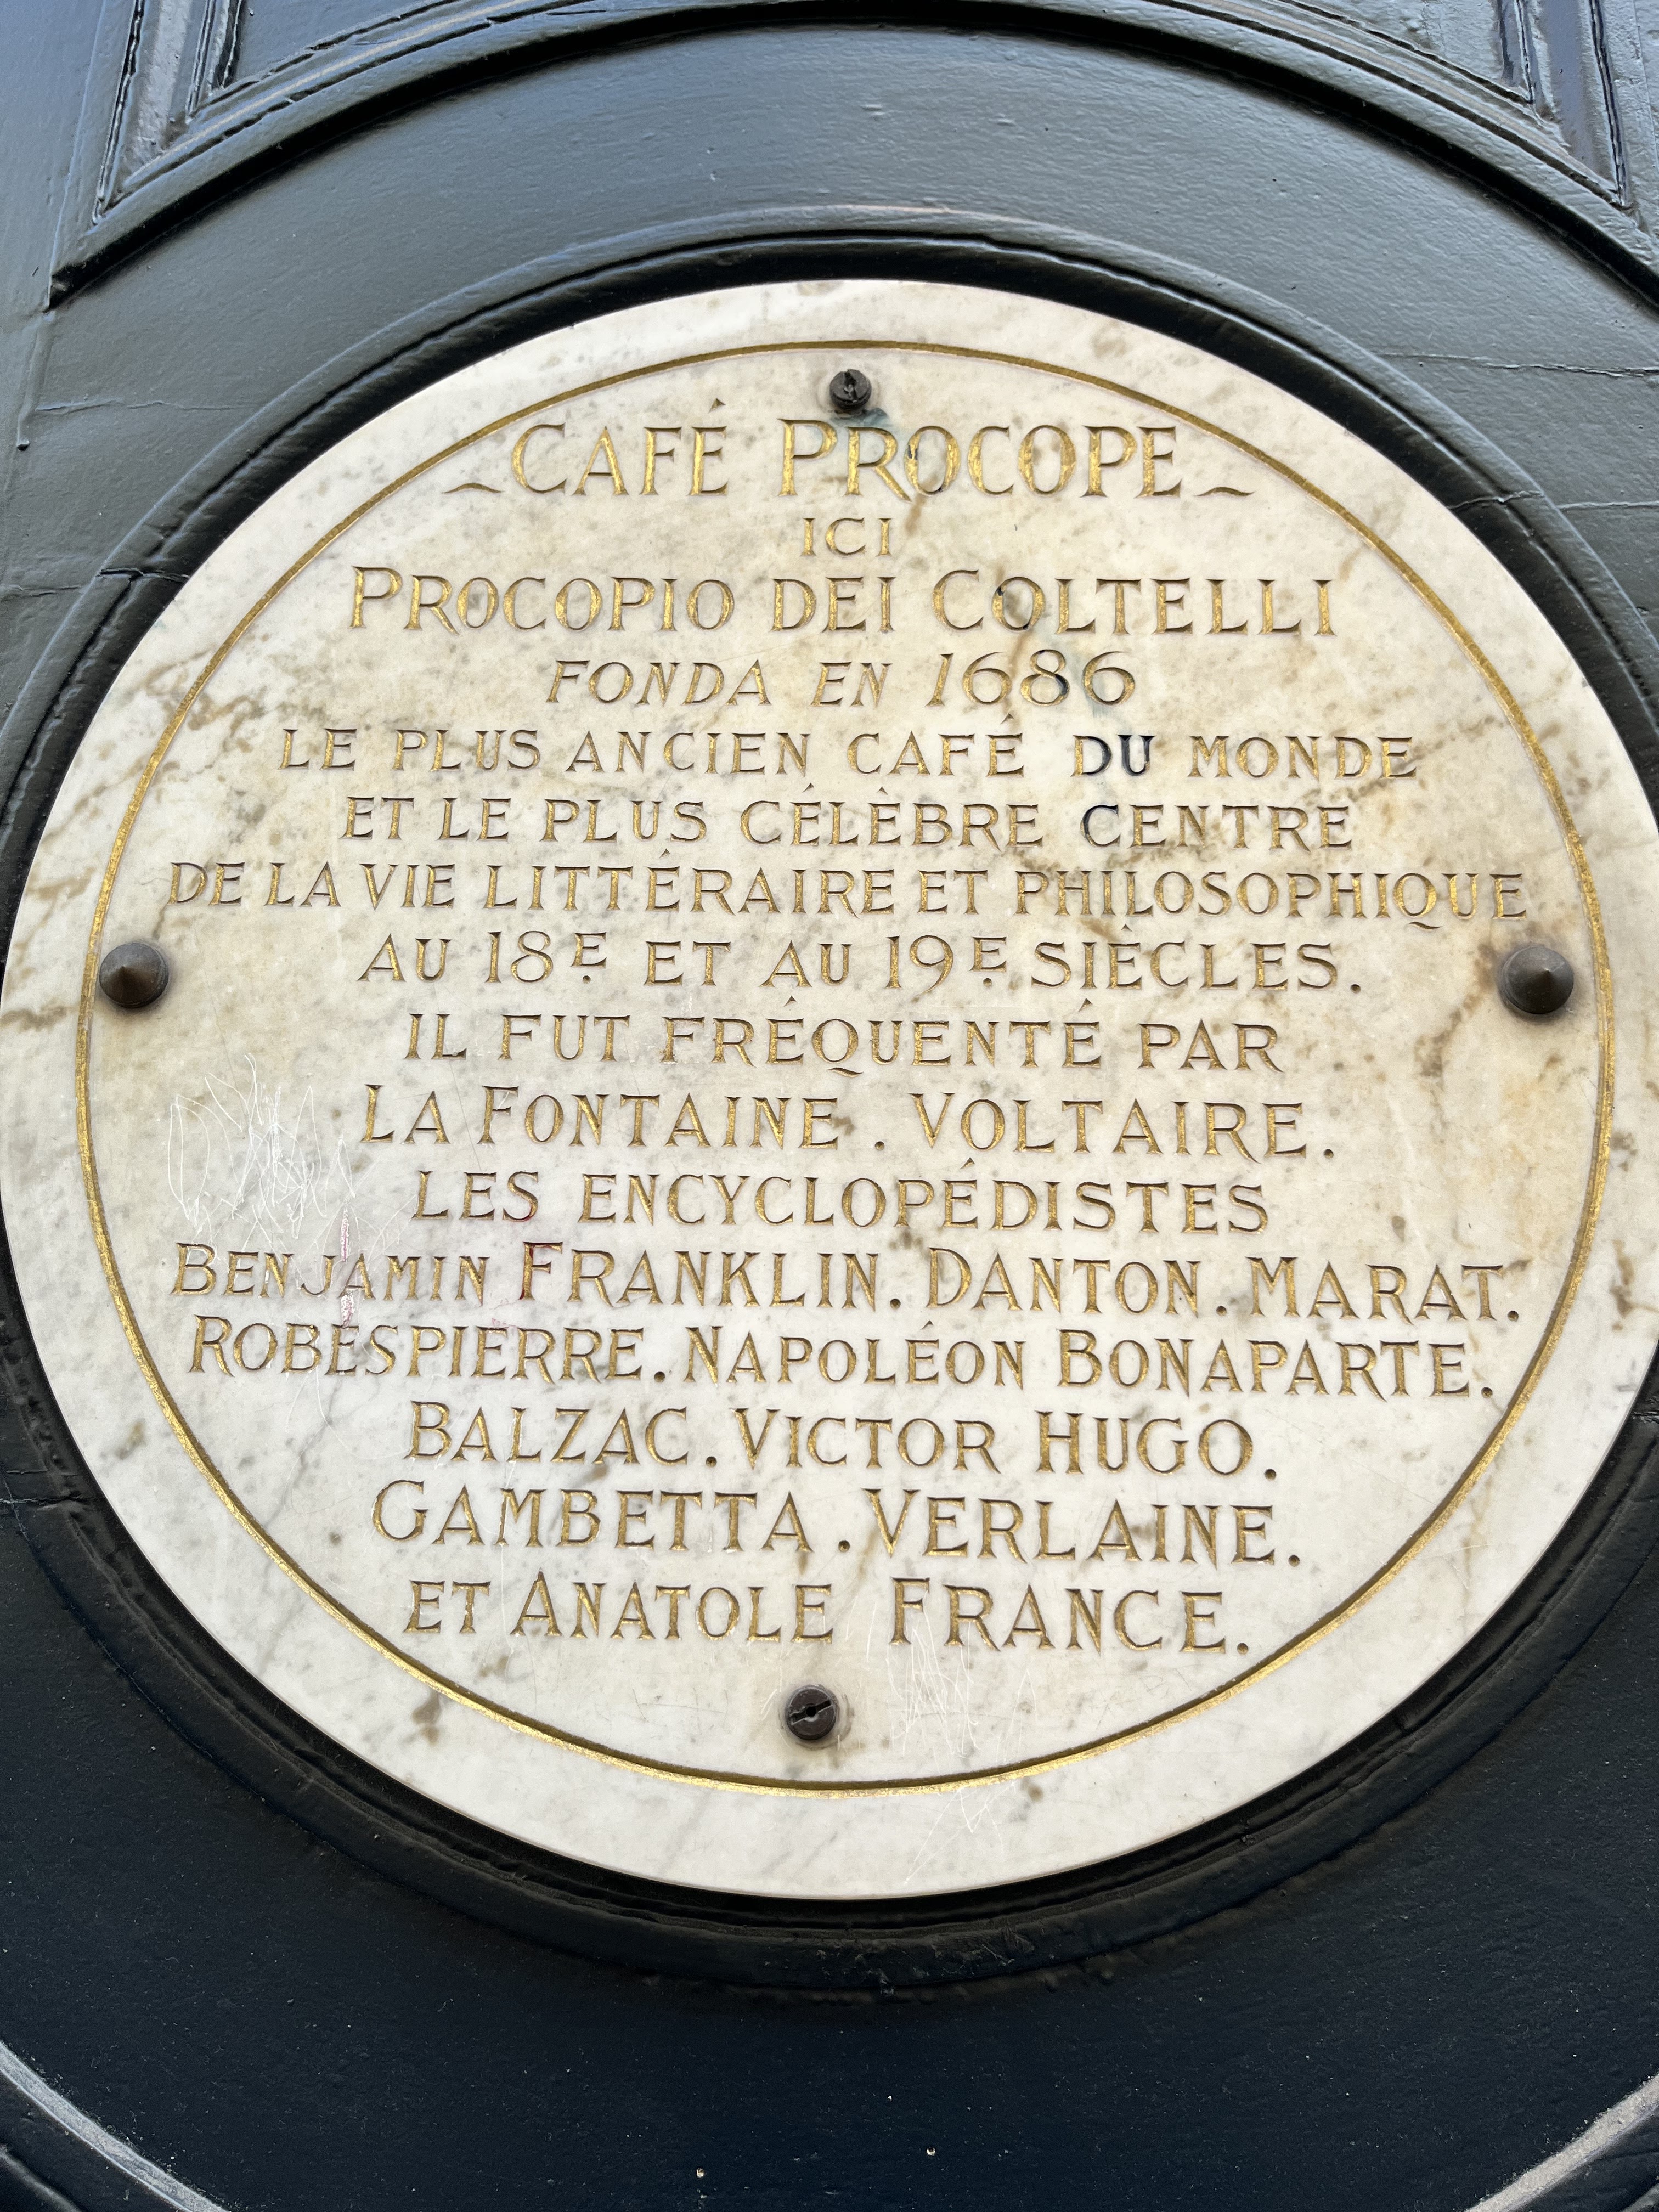 ~CAFÉ PROCOPE~
ICI
PROCOPIO DEI COLTELLI
FONDA EN 1686
LE PLUS ANCIEN CAFÉ DU MONDE
ET LE PLUS CÉLÈBRE CENTRE
DE LA VIE LITTÉRAIRE ET PHILOSOPHIQUE
AU 18E ET AU 19E SIÈCLES.
IL FUT FRÉQUENTÉ PAR
LA FONTAINE . VOLTAIRE.
LES ENCYCLOPÉDISTES
BENJAMIN FRANKLIN. DANTON. MARAT.
ROBESPIERRE. NAPOLÉON BONAPARTE.
BALZAC. VICTOR HUGO.
GAMBETTA . VERLAINE.
ET ANATOLE FRANCE.